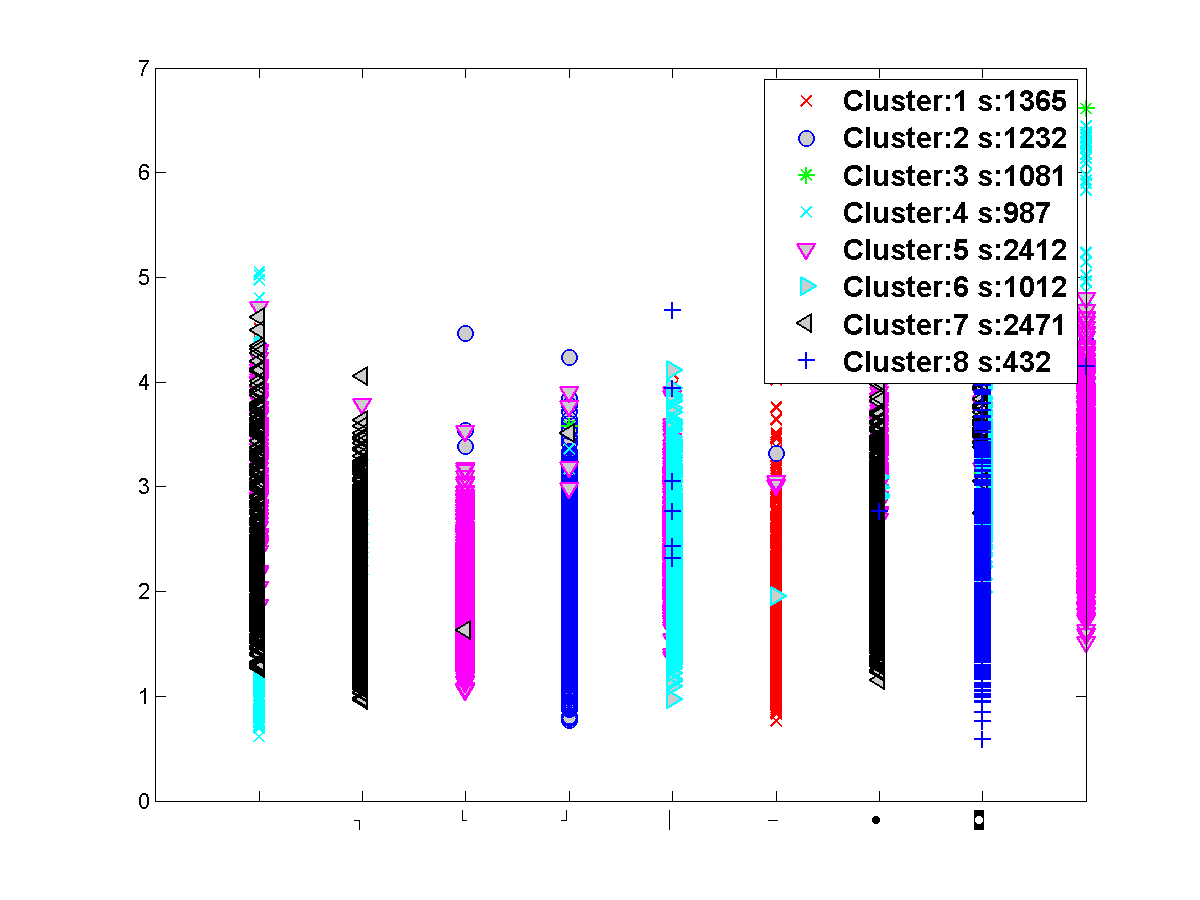 7
6
5
4
3
2
1
0
Cluster:1 s:1365
Cluster:2 s:1232
Cluster:3 s:1081
Cluster:4 s:987
Cluster:5 s:2412
Cluster:6 s:1012
Cluster:7 s:2471
Cluster:8 s:432
┐ └ ┘ │ ─ • ◘